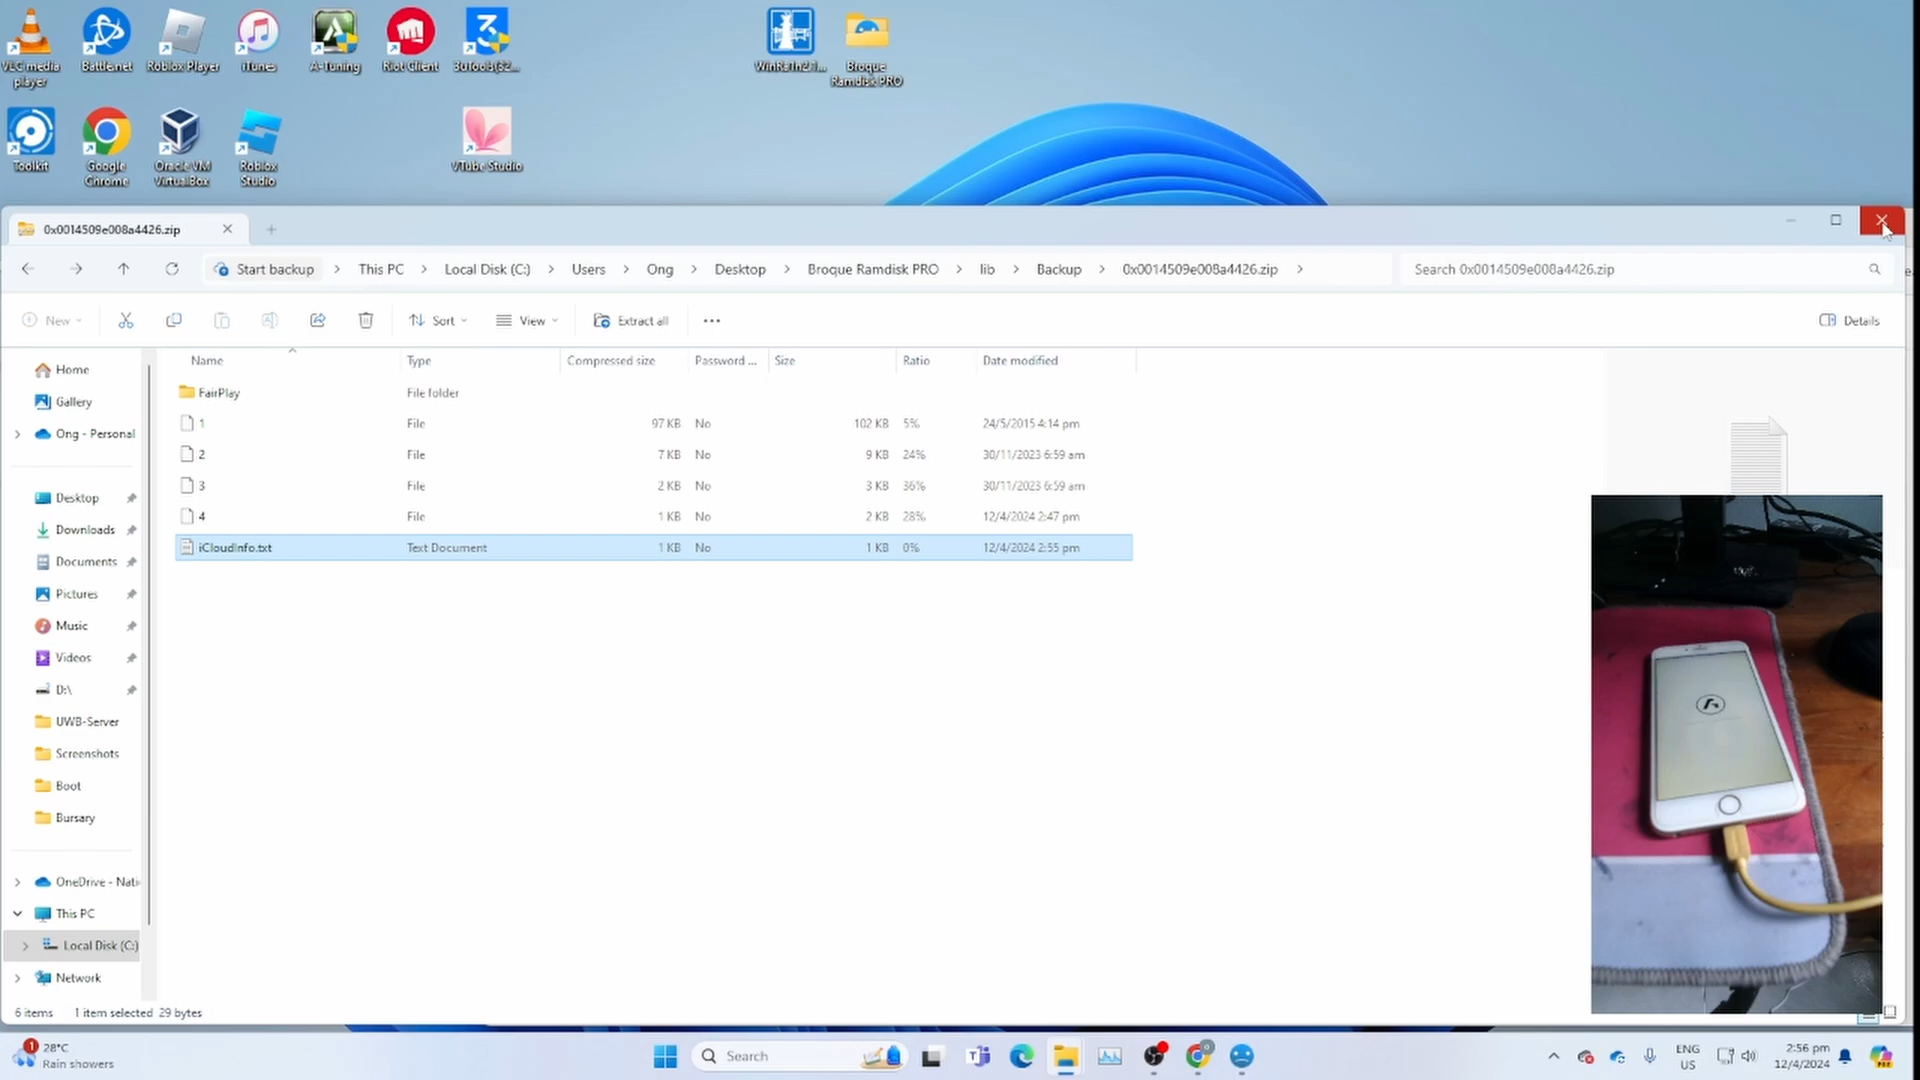 VLC media player
Battle.net
Roblox Player
iTunes
A-Tuning
Riot Client
3uTools(32...
WinRa1n2.1...
Broque Ramdisk PRO
Toolkit
Google Chrome
Oracle VM VirtualBox
Roblox Studio
VTube Studio
0x0014509e008a4426.zip
Start backup
This PC
Local Disk (C:)
Users
Ong
Desktop
Broque Ramdisk PRO
lib
Backup
0x0014509e008a4426.zip
Search 0x0014509e008a4426.zip
New
Sort
View
Extract all
Details
Name Type Compressed size Password ... Size Ratio Date modified
FairPlay File folder
1 File 97 KB No 102 KB 5% 24/5/2015 4:14 pm
2 File 7 KB No 9 KB 24% 30/11/2023 6:59 am
3 File 2 KB No 3 KB 36% 30/11/2023 6:59 am
4 File 1 KB No 2 KB 28% 12/4/2024 2:47 pm
iCloudInfo.txt Text Document 1 KB No 1 KB 0% 12/4/2024 2:55 pm
Home
Gallery
Ong - Personal
Desktop
Downloads
Documents
Pictures
Music
Videos
D:\
UWB-Server
Screenshots
Boot
Bursary
OneDrive - Nati
This PC
Local Disk (C:)
Network
6 items 1 item selected 29 bytes
1
28°C
Rain showers
Search
ENG
US
2:56 pm
12/4/2024